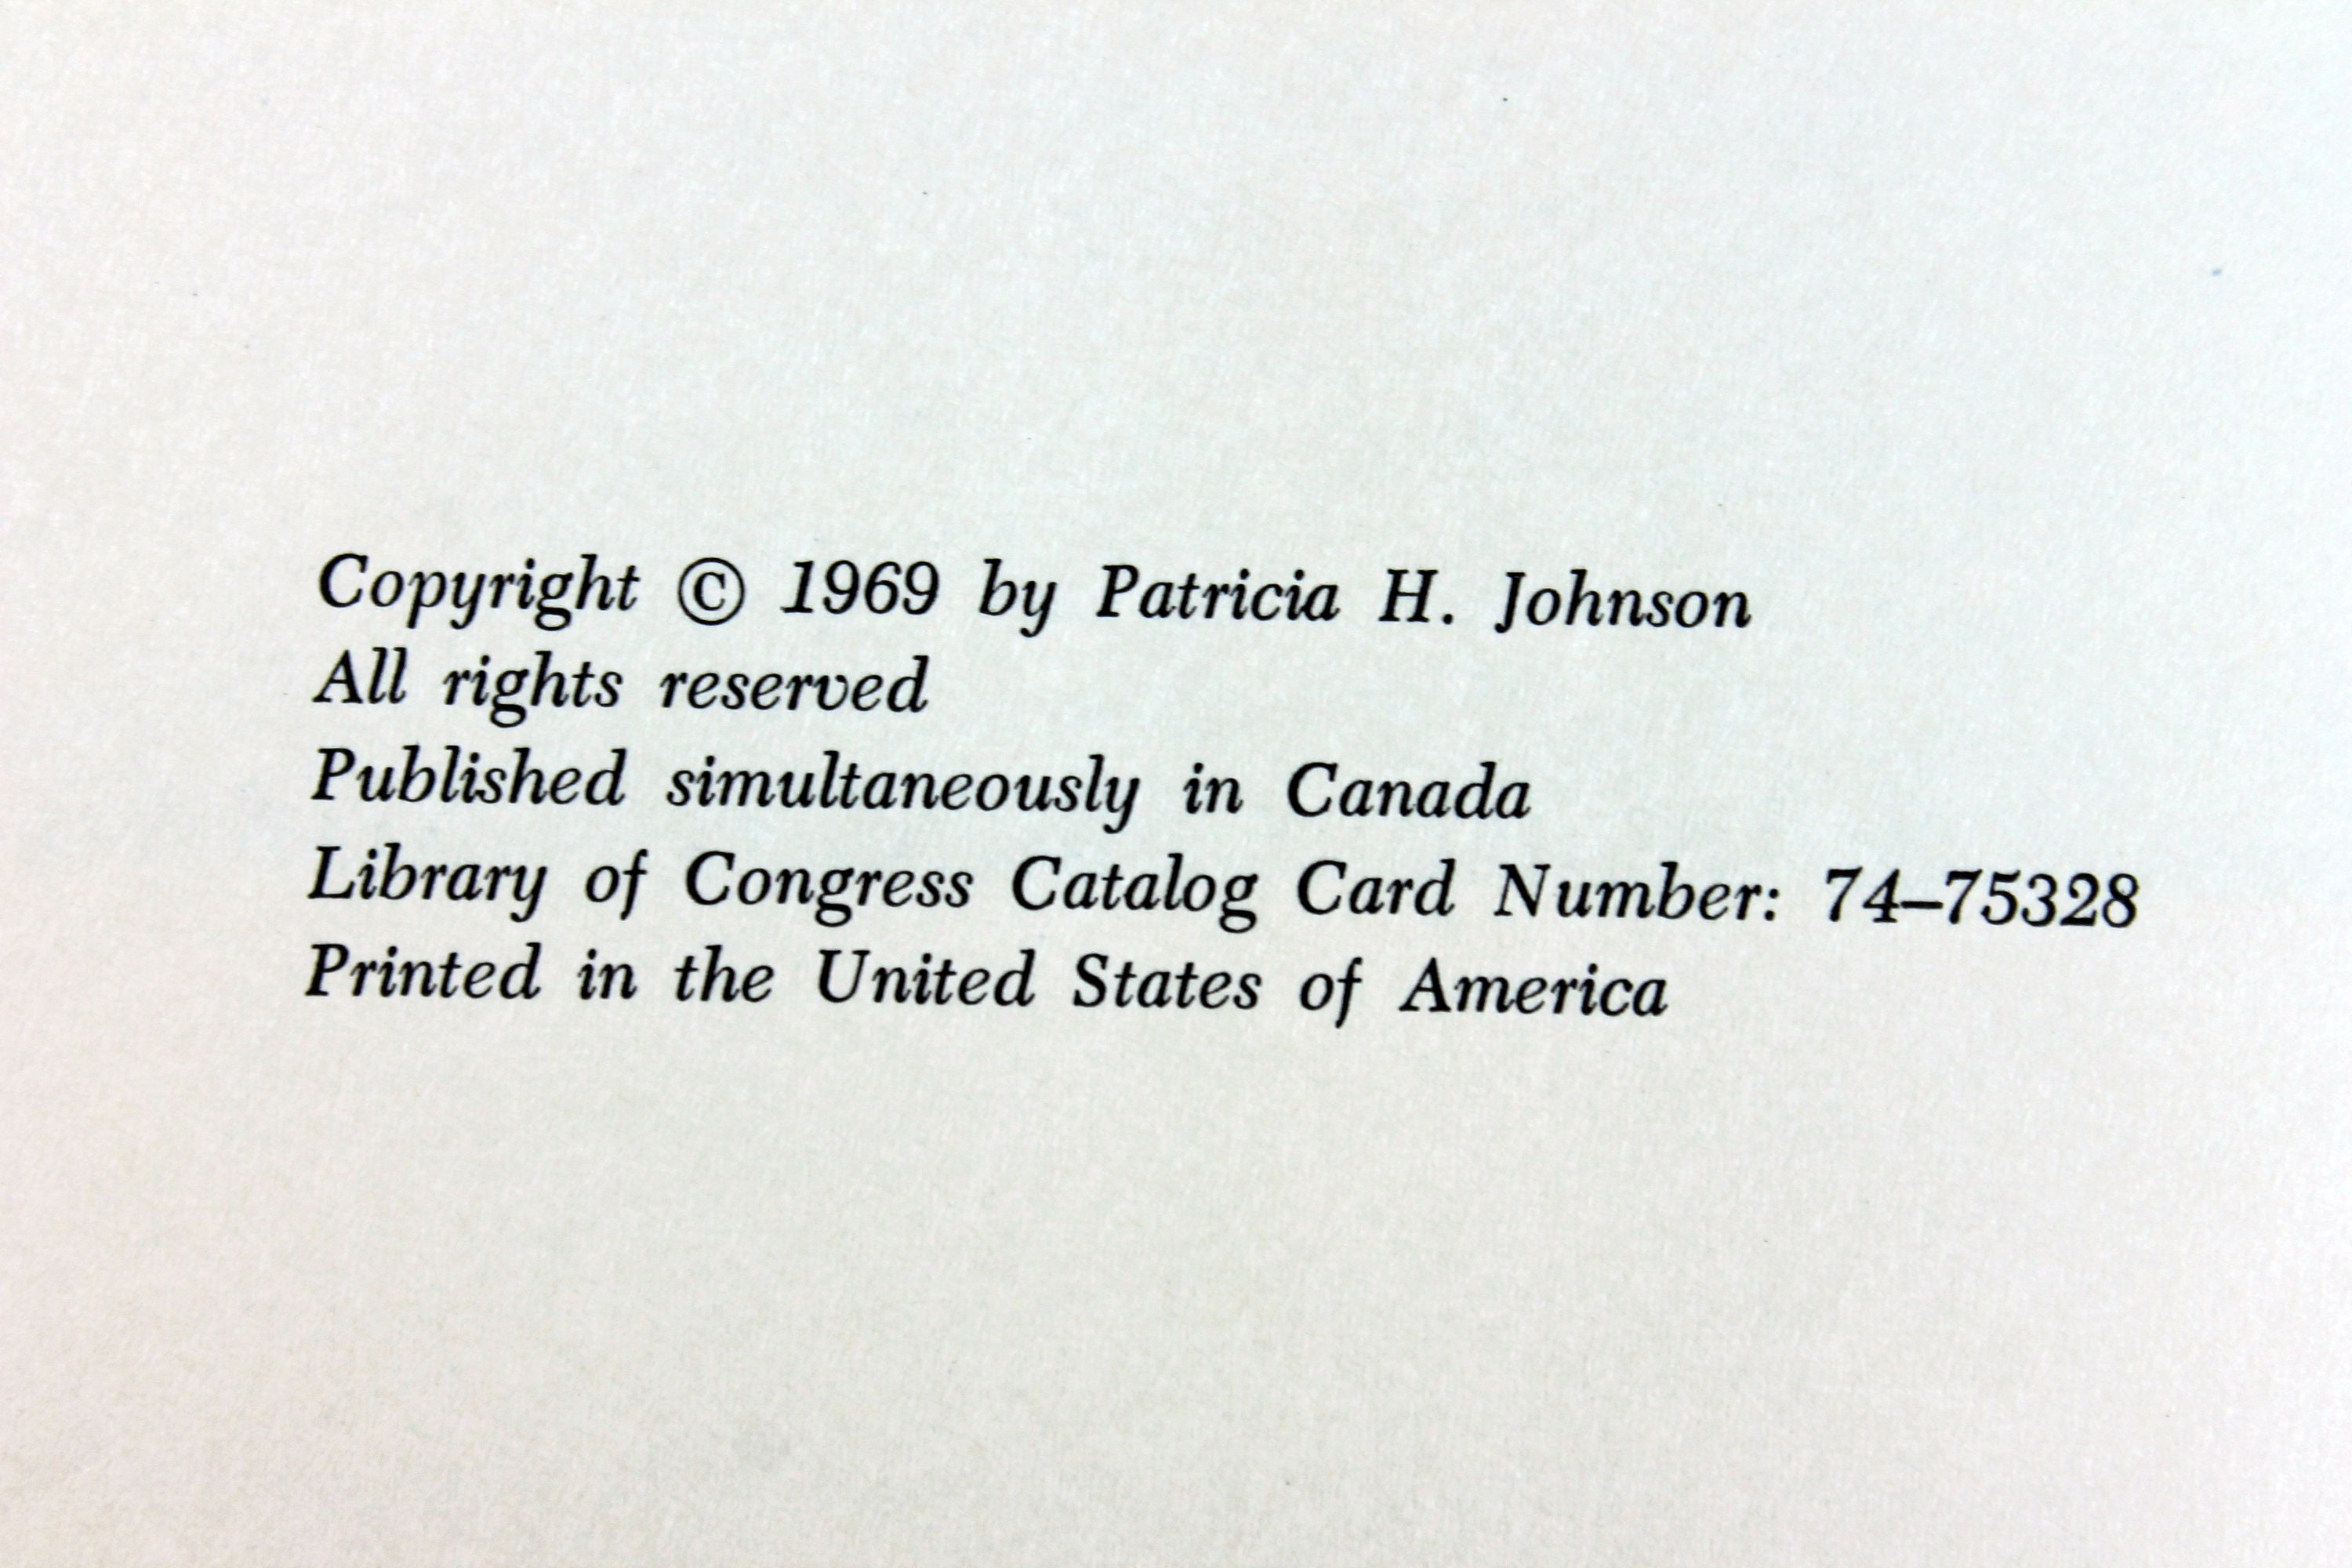 Copyright © 1969 by Patricia H. Johnson
All rights reserved
Published simultaneously in Canada
Library of Congress Catalog Card Number: 74–75328
Printed in the United States of America